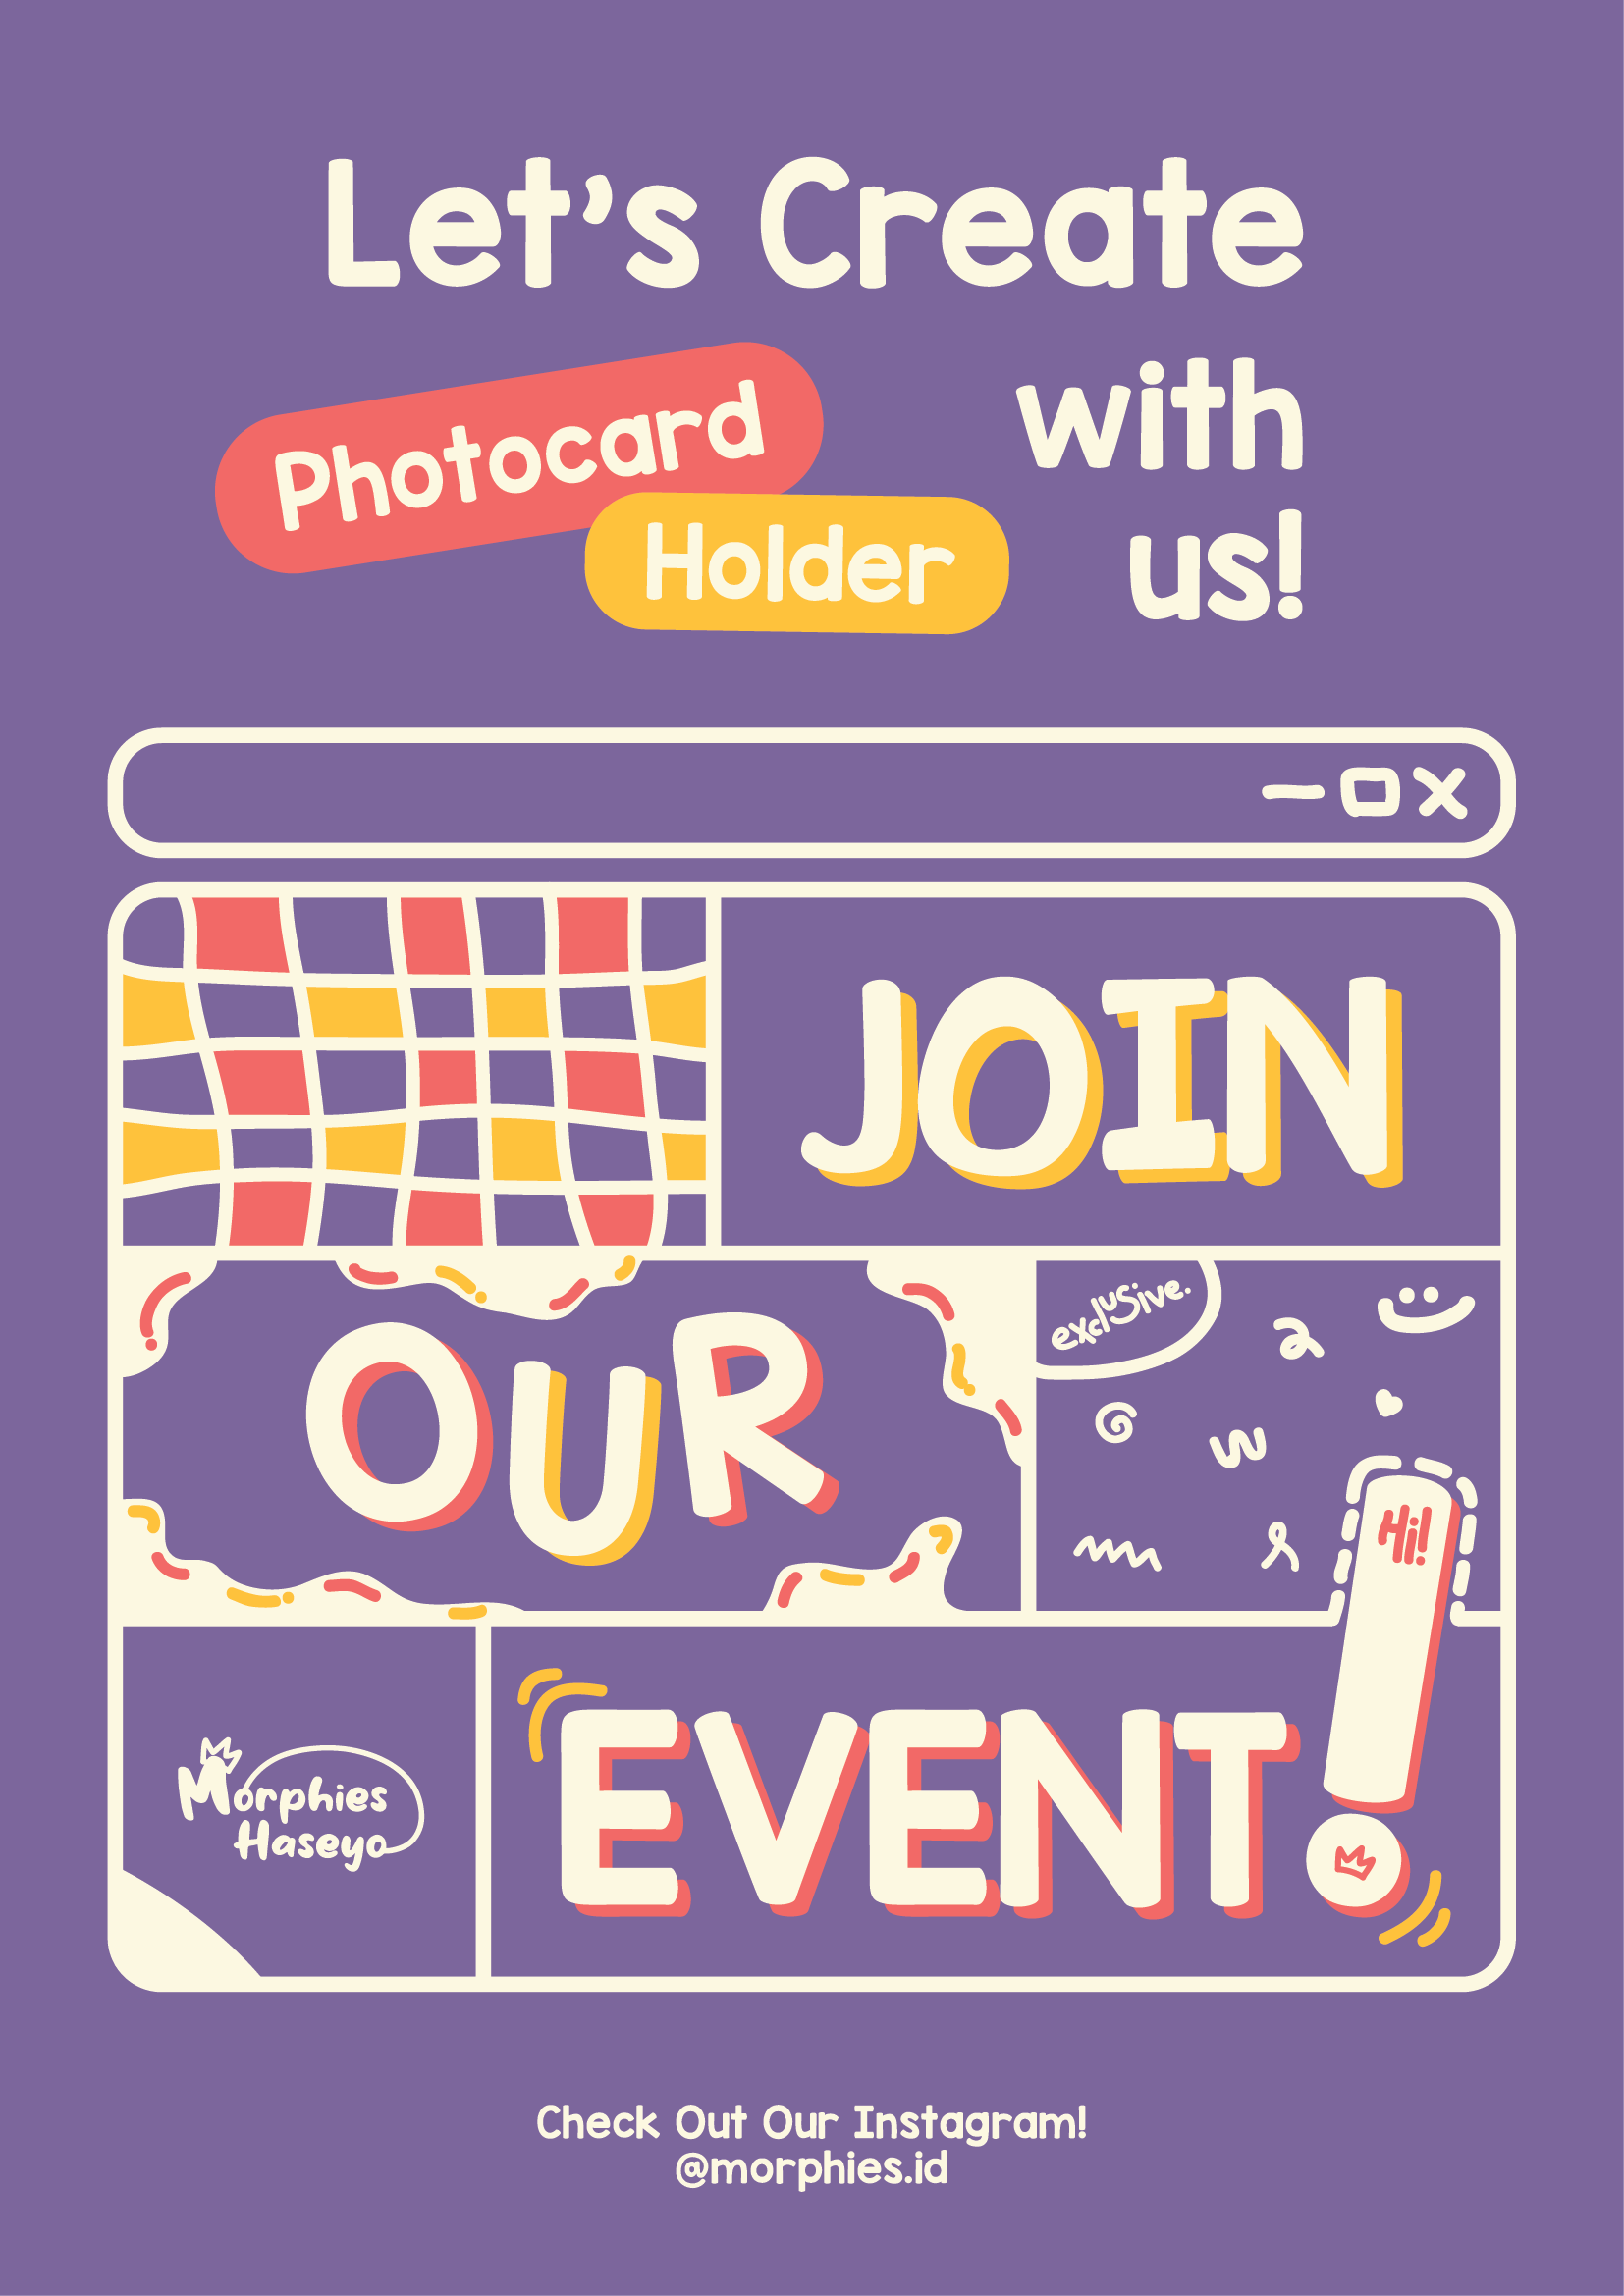 Let's Create
Photocard
Holder
with
us!
JOIN
OUR
exclusive.
Hi!
Morphies
Haseyo
EVENT!
Check Out Our Instagram!
@morphies.id